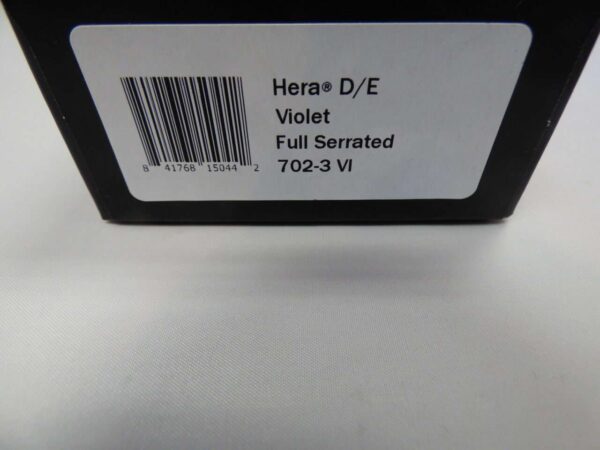 Hera® D/E
Violet
Full Serrated
702-3 VI
8 41768 15044 2